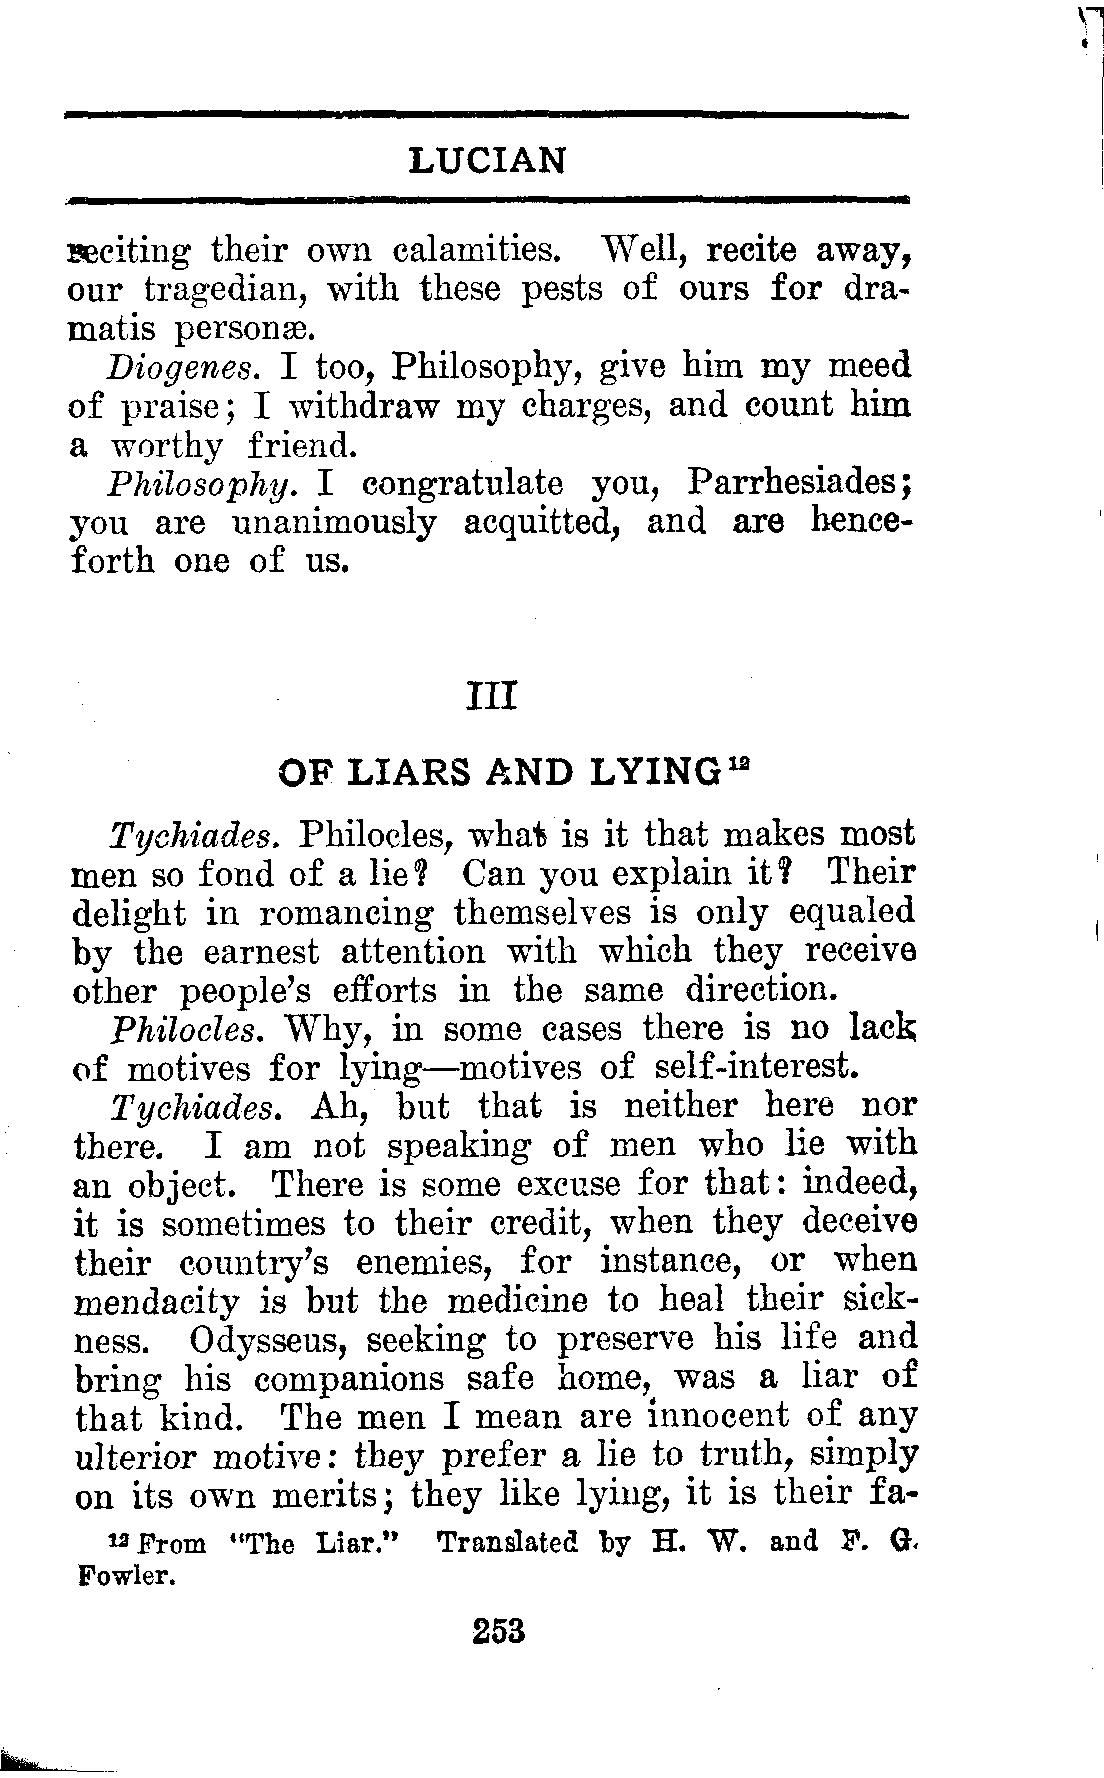 LUCIAN
reciting their own calamities. Well, recite away,
our tragedian, with these pests of ours for dra-
matis personæ.
Diogenes. I too, Philosophy, give him my meed
of praise; I withdraw my charges, and count him
a worthy friend.
Philosophy. I congratulate you, Parrhesiades;
you are unanimously acquitted, and are hence-
forth one of us.
III
OF LIARS AND LYING¹²
Tychiades. Philocles, what is it that makes most
men so fond of a lie? Can you explain it? Their
delight in romancing themselves is only equaled
by the earnest attention with which they receive
other people's efforts in the same direction.
Philocles. Why, in some cases there is no lack
of motives for lying—motives of self-interest.
Tychiades. Ah, but that is neither here nor
there. I am not speaking of men who lie with
an object. There is some excuse for that: indeed,
it is sometimes to their credit, when they deceive
their country's enemies, for instance, or when
mendacity is but the medicine to heal their sick-
ness. Odysseus, seeking to preserve his life and
bring his companions safe home, was a liar of
that kind. The men I mean are innocent of any
ulterior motive: they prefer a lie to truth, simply
on its own merits; they like lying, it is their fa-
¹² From "The Liar." Translated by H. W. and F. G.
Fowler.
253